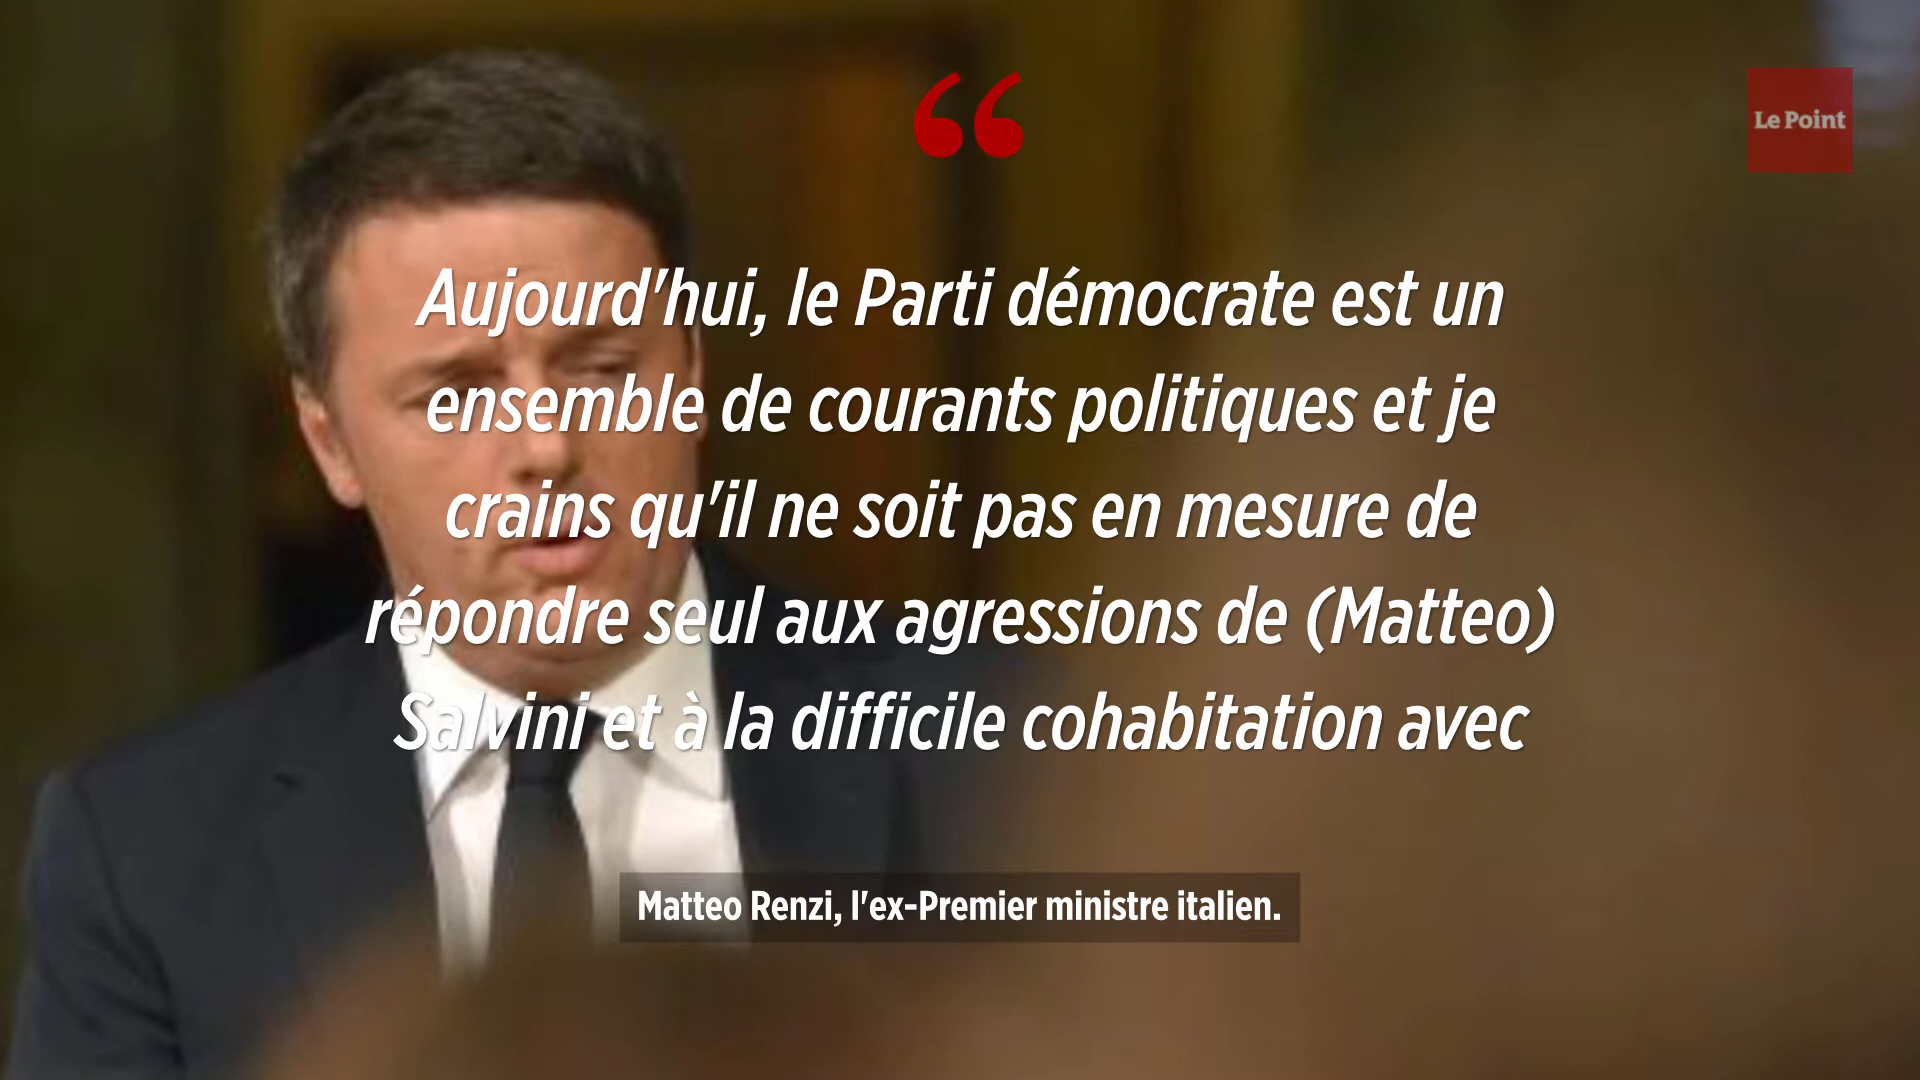 “
Le Point
Aujourd'hui, le Parti démocrate est un
ensemble de courants politiques et je
crains qu'il ne soit pas en mesure de
répondre seul aux agressions de (Matteo)
Salvini et à la difficile cohabitation avec
Matteo Renzi, l'ex-Premier ministre italien.